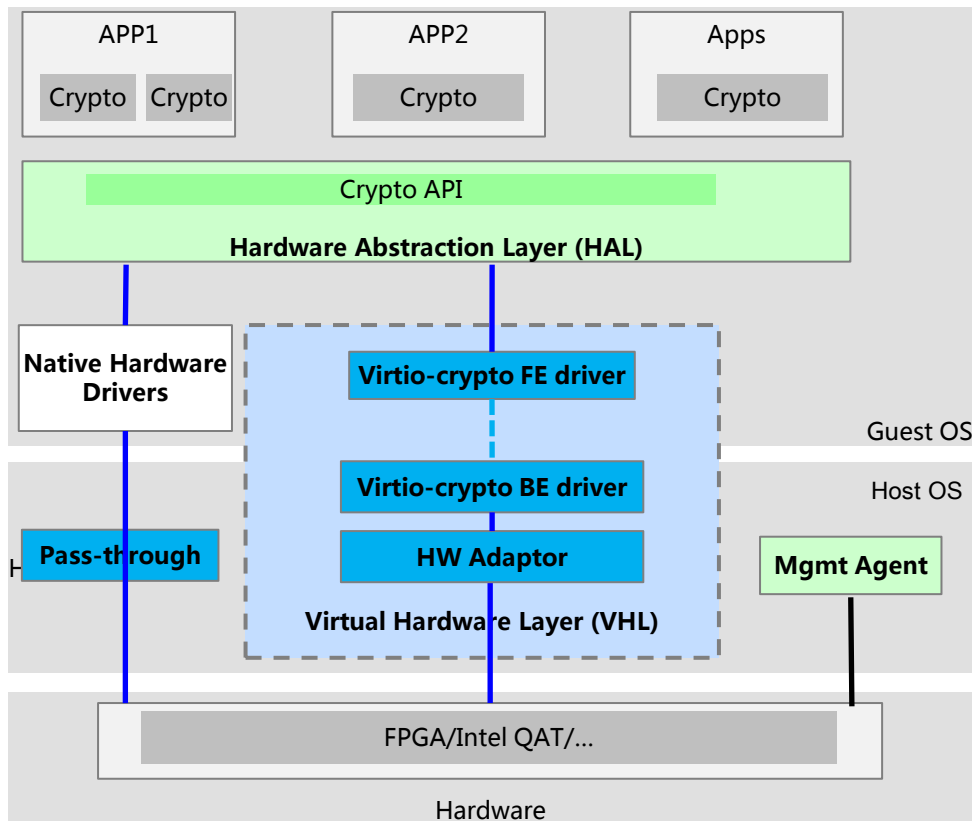 APP1
APP2
Apps
Crypto
Crypto
Crypto
Crypto
Crypto API
Hardware Abstraction Layer (HAL)
Native Hardware
Drivers
Virtio-crypto FE driver
Guest OS
Virtio-crypto BE driver
Host OS
Pass-through
HW Adaptor
Mgmt Agent
Virtual Hardware Layer (VHL)
FPGA/Intel QAT/...
Hardware